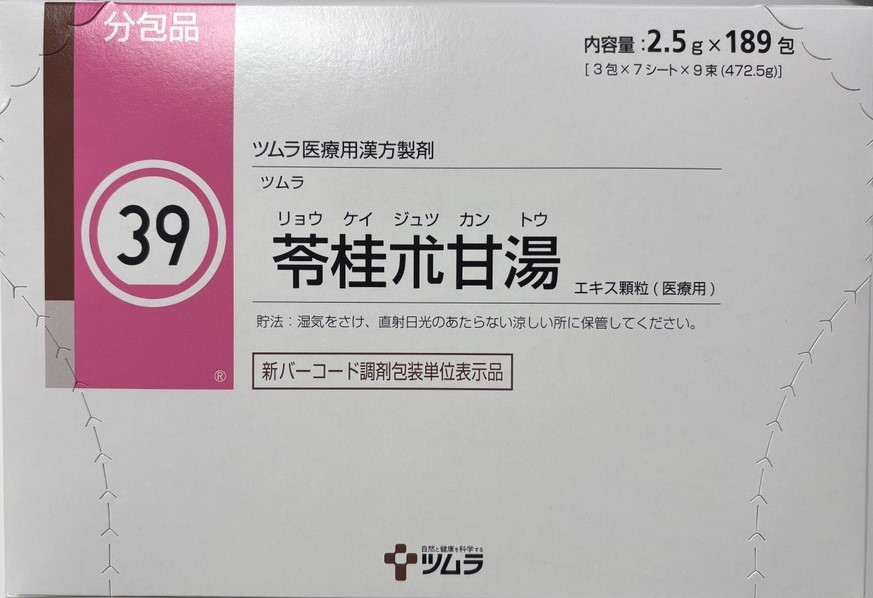 分包品
内容量:2.5g×189包
[3包×7シート×9束(472.5g)]
ツムラ医療用漢方製剤
ツムラ
リョウ ケイ ジュツ カン トウ
39
苓桂朮甘湯
エキス顆粒(医療用)
貯法:湿気をさけ、直射日光のあたらない涼しい所に保管してください。
新バーコード調剤包装単位表示品
®
自然と健康を科学する
ツムラ